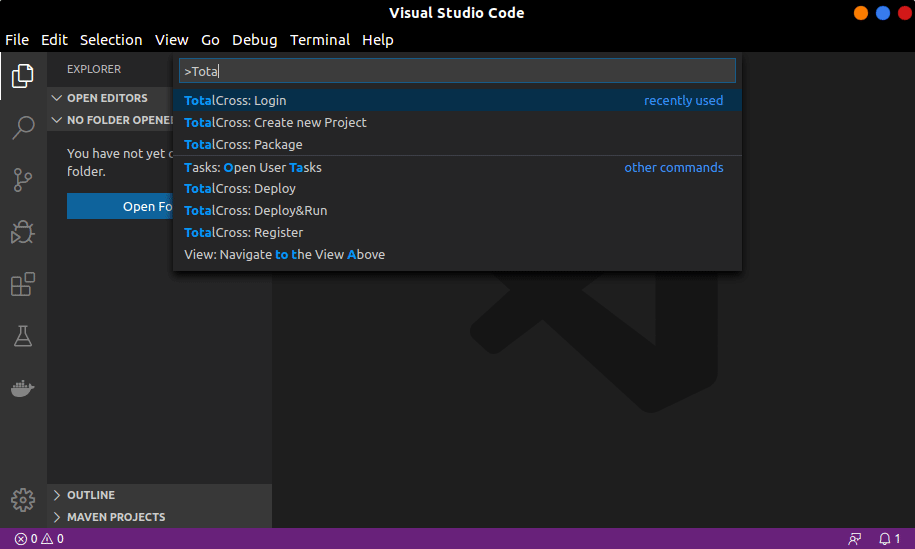 Visual Studio Code
File Edit Selection View Go Debug Terminal Help
EXPLORER
OPEN EDITORS
NO FOLDER OPENE
You have not yet
folder.
Open Fo
>Tota
TotalCross: Login recently used
TotalCross: Create new Project
TotalCross: Package
Tasks: Open User Tasks other commands
TotalCross: Deploy
TotalCross: Deploy&Run
TotalCross: Register
View: Navigate to the View Above
OUTLINE
MAVEN PROJECTS
0 0 1